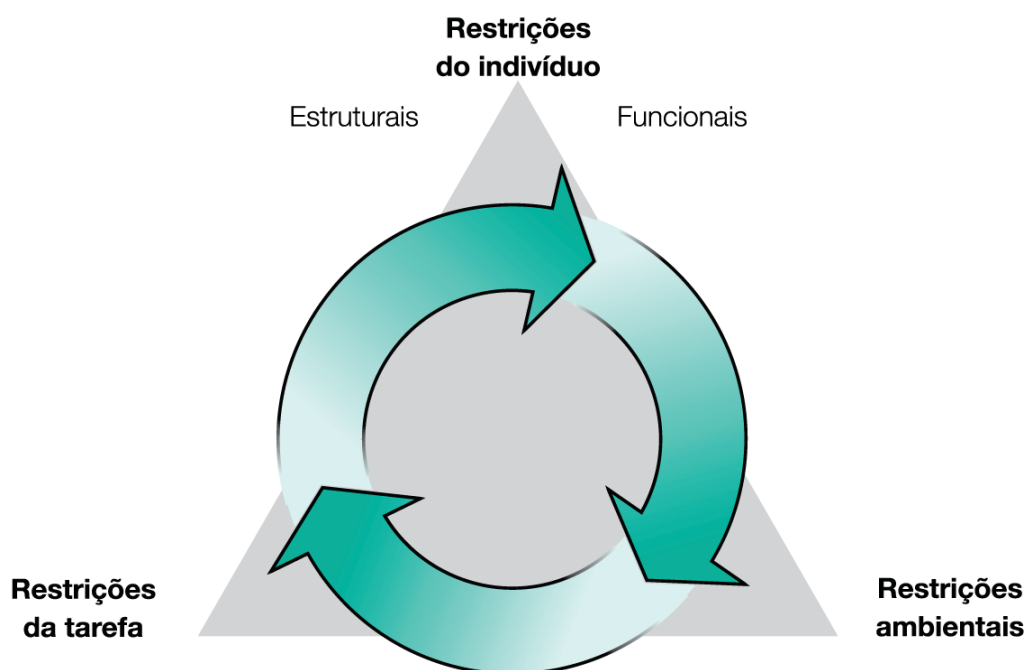 Restrições
do indivíduo
Estruturais
Funcionais
Restrições
da tarefa
Restrições
ambientais